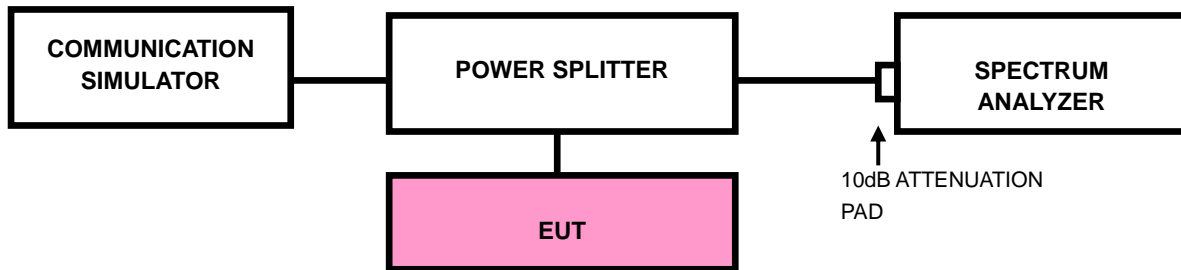 COMMUNICATION
SIMULATOR
POWER SPLITTER
SPECTRUM
ANALYZER
10dB ATTENUATION
PAD
EUT